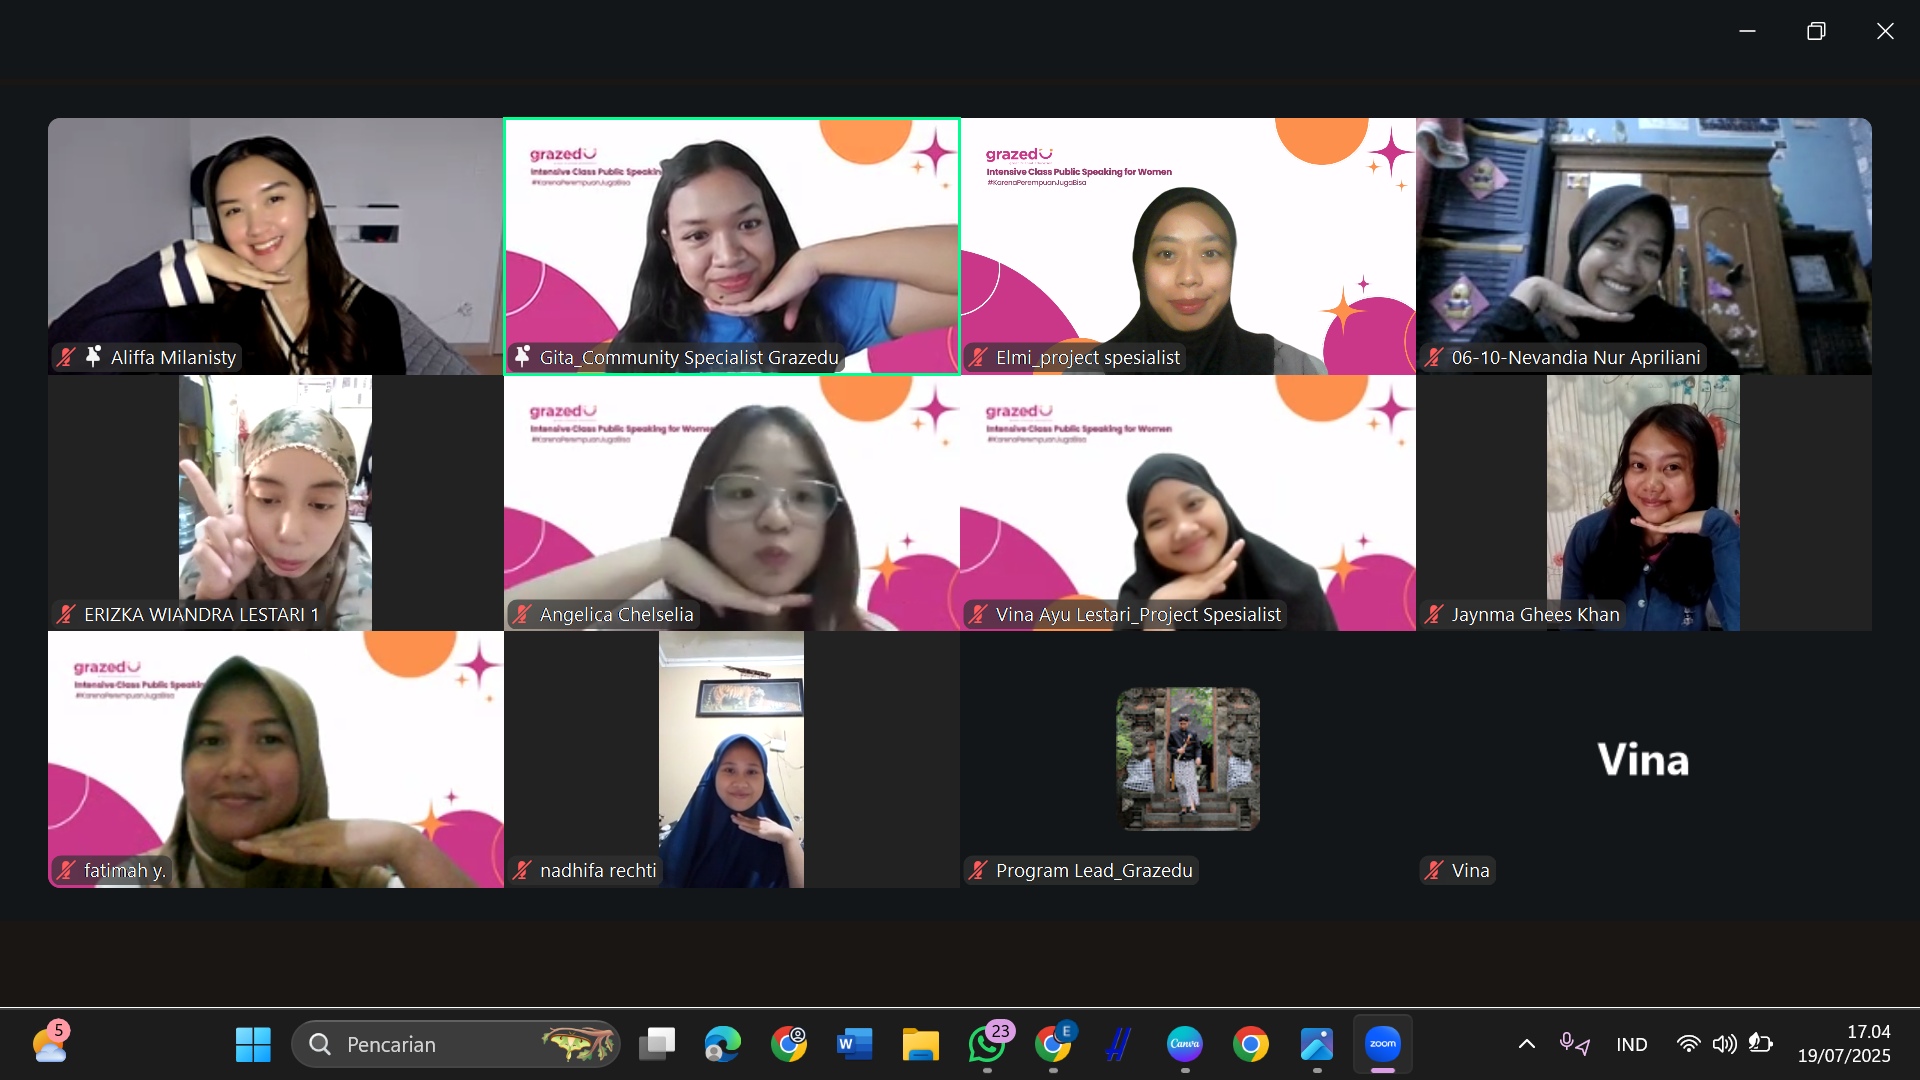 grazedu
Intensive Class Public Speakin
#KarenaPerempuanJugaBisa
grazedu
Intensive Class Public Speaking for Women
#KarenaPerempuanJugaBisa
Aliffa Milanisty
Gita_Community Specialist Grazedu
Elmi_project spesialist
06-10-Nevandia Nur Apriliani
grazedu
Intensive Class Public Speaking for Women
#KarenaPerempuanJugaBisa
grazedu
Intensive Class Public Speaking for Women
#KarenaPerempuanJugaBisa
ERIZKA WIANDRA LESTARI 1
Angelica Chelselia
Vina Ayu Lestari_Project Spesialist
Jaynma Ghees Khan
grazedu
Intensive Class Public Speakin
#KarenaPerempuanJugaBisa
Vina
fatimah y.
nadhifa rechti
Program Lead_Grazedu
Vina
5
Pencarian
W
23
E
Canva
zoom
IND
17.04
19/07/2025